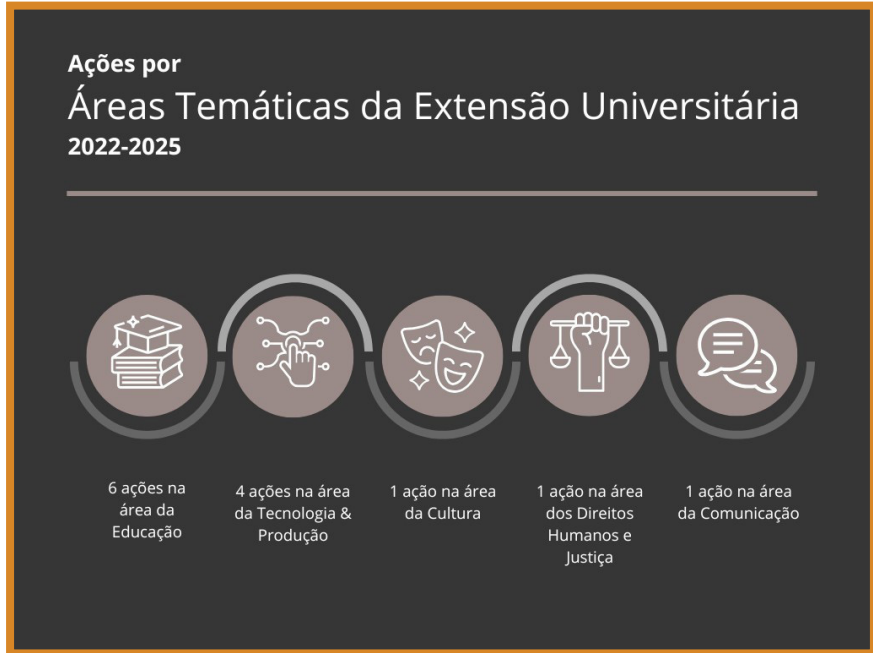 Ações por
Áreas Temáticas da Extensão Universitária
2022-2025
6 ações na
área da
Educação
4 ações na área
da Tecnologia &
Produção
1 ação na área
da Cultura
1 ação na área
dos Direitos
Humanos e
Justiça
1 ação na área
da Comunicação